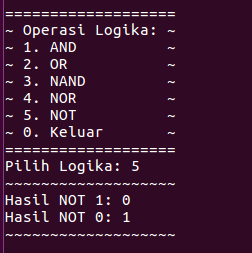 ===================
~ Operasi Logika: ~
~ 1. AND          ~
~ 2. OR           ~
~ 3. NAND         ~
~ 4. NOR          ~
~ 5. NOT          ~
~ 0. Keluar       ~
===================
Pilih Logika: 5
~~~~~~~~~~~~~~~~~~~
Hasil NOT 1: 0
Hasil NOT 0: 1
~~~~~~~~~~~~~~~~~~~